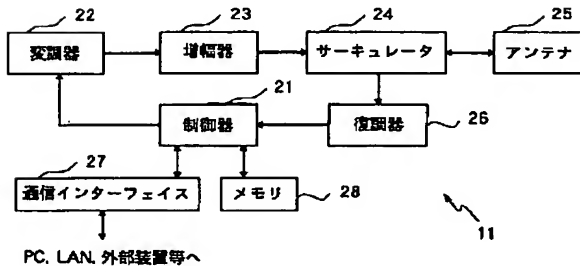 22
23
24
25
変調器
増幅器
サーキュレータ
アンテナ
21
制御器
復調器
26
27
通信インターフェイス
メモリ
28
11
PC, LAN, 外部装置等へ